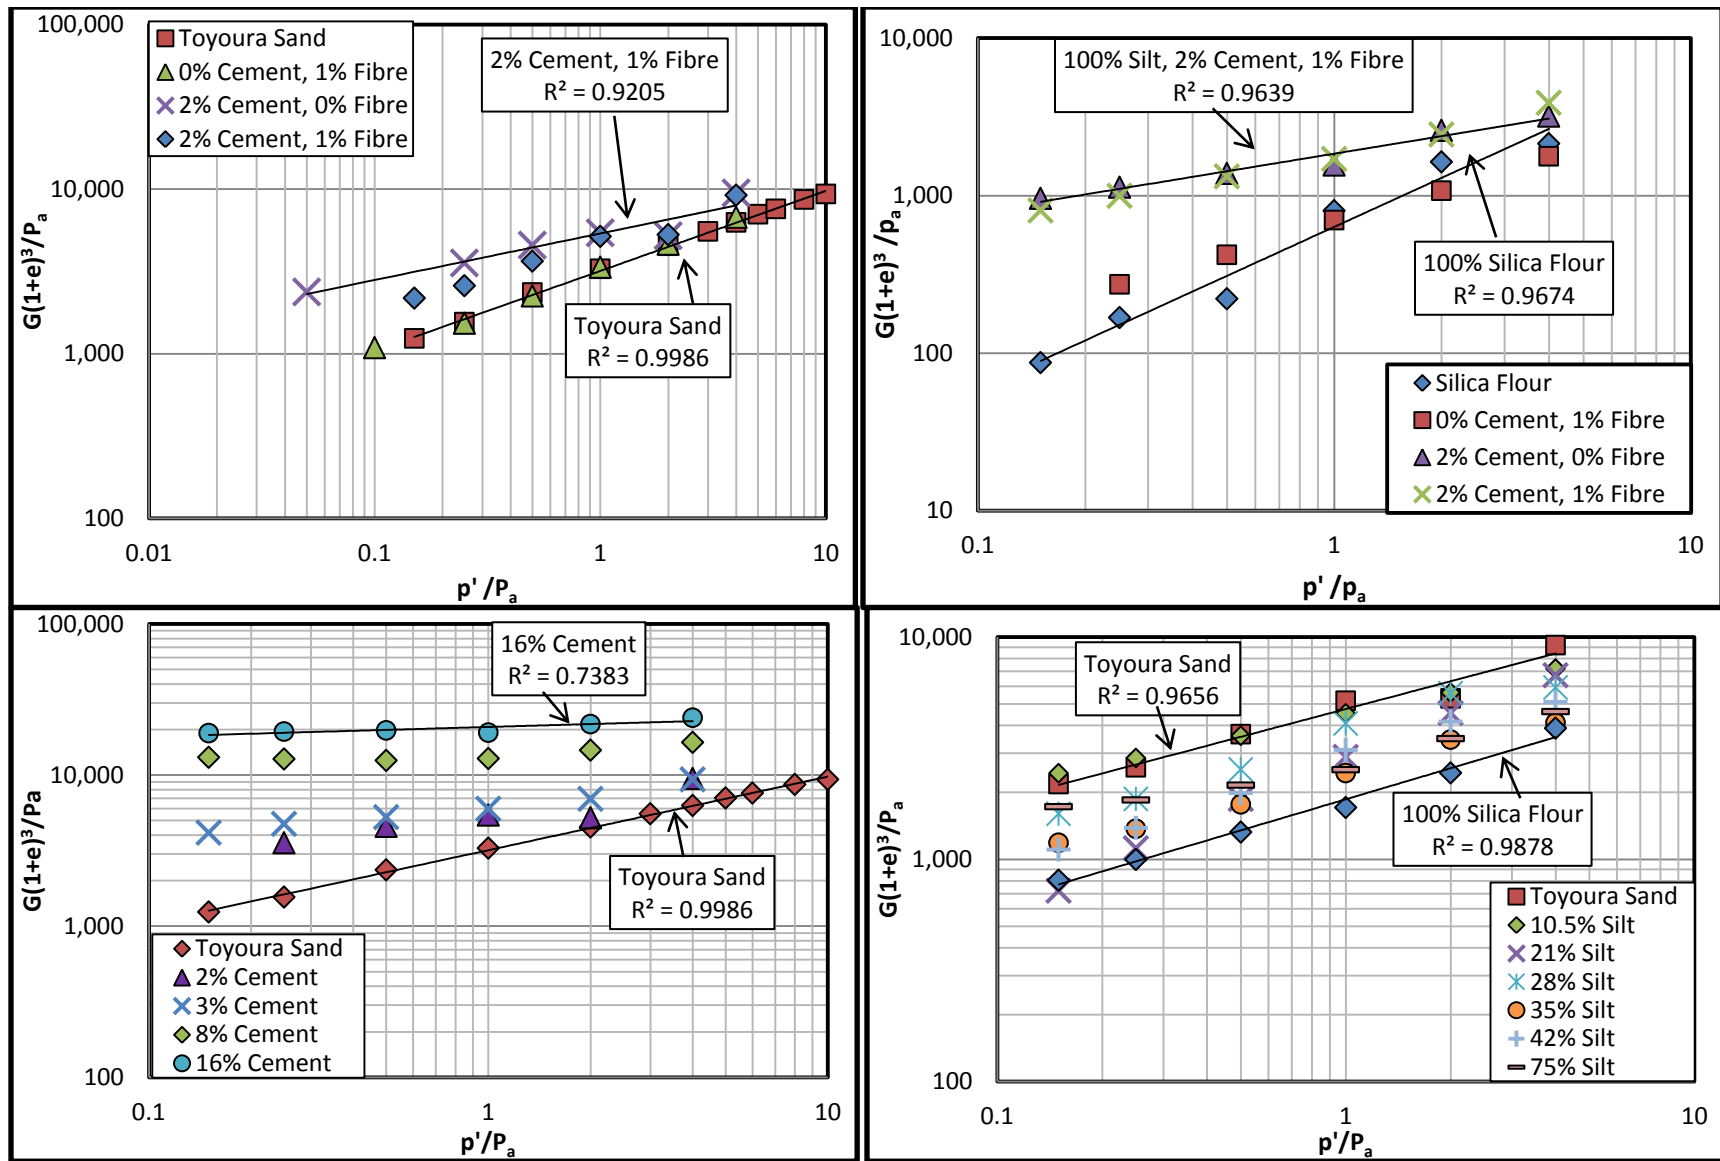 100,000
10,000
1,000
100
0.01
0.1
1
10
G(1+e)³/Pa
p' /Pa
Toyoura Sand
0% Cement, 1% Fibre
2% Cement, 0% Fibre
2% Cement, 1% Fibre
2% Cement, 1% Fibre
R² = 0.9205
Toyoura Sand
R² = 0.9986
10,000
1,000
100
10
0.1
1
10
G(1+e)³ /pa
p' /pa
100% Silt, 2% Cement, 1% Fibre
R² = 0.9639
100% Silica Flour
R² = 0.9674
Silica Flour
0% Cement, 1% Fibre
2% Cement, 0% Fibre
2% Cement, 1% Fibre
100,000
10,000
1,000
100
0.1
1
10
G(1+e)³/Pa
p'/Pa
16% Cement
R² = 0.7383
Toyoura Sand
R² = 0.9986
Toyoura Sand
2% Cement
3% Cement
8% Cement
16% Cement
10,000
1,000
100
0.1
1
10
G(1+e)³/Pa
p'/Pa
Toyoura Sand
R² = 0.9656
100% Silica Flour
R² = 0.9878
Toyoura Sand
10.5% Silt
21% Silt
28% Silt
35% Silt
42% Silt
75% Silt